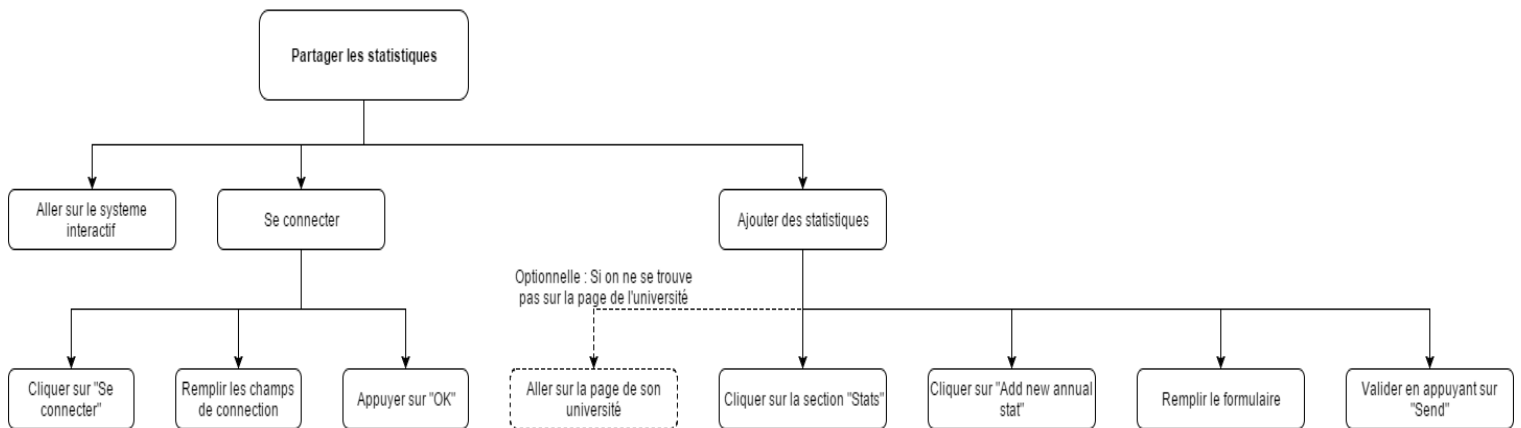 Partager les statistiques
Aller sur le systeme
interactif
Se connecter
Ajouter des statistiques
Optionnelle : Si on ne se trouve
pas sur la page de l'université
Cliquer sur "Se
connecter"
Remplir les champs
de connection
Appuyer sur "OK"
Aller sur la page de son
université
Cliquer sur la section "Stats"
Cliquer sur "Add new annual
stat"
Remplir le formulaire
Valider en appuyant sur
"Send"